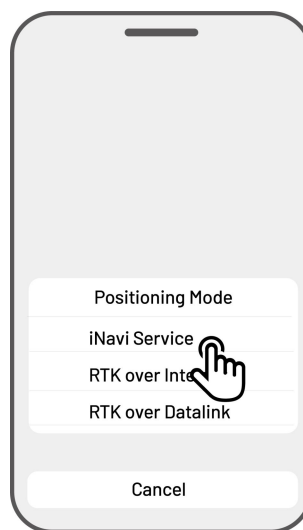 Positioning Mode
iNavi Service
RTK over Inte
RTK over Datalink
Cancel